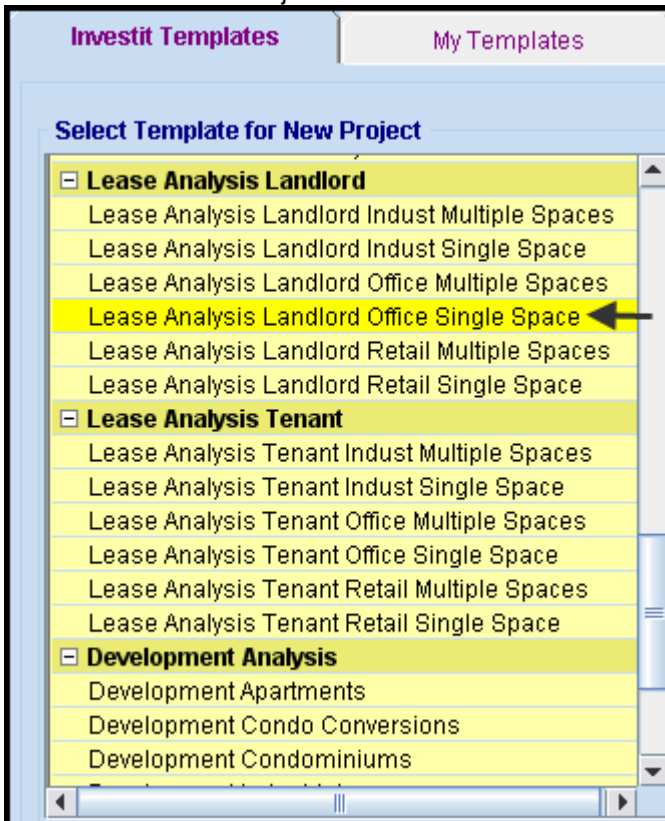 Investit Templates
My Templates
Select Template for New Project
Lease Analysis Landlord
Lease Analysis Landlord Indust Multiple Spaces
Lease Analysis Landlord Indust Single Space
Lease Analysis Landlord Office Multiple Spaces
Lease Analysis Landlord Office Single Space
Lease Analysis Landlord Retail Multiple Spaces
Lease Analysis Landlord Retail Single Space
Lease Analysis Tenant
Lease Analysis Tenant Indust Multiple Spaces
Lease Analysis Tenant Indust Single Space
Lease Analysis Tenant Office Multiple Spaces
Lease Analysis Tenant Office Single Space
Lease Analysis Tenant Retail Multiple Spaces
Lease Analysis Tenant Retail Single Space
Development Analysis
Development Apartments
Development Condo Conversions
Development Condominiums